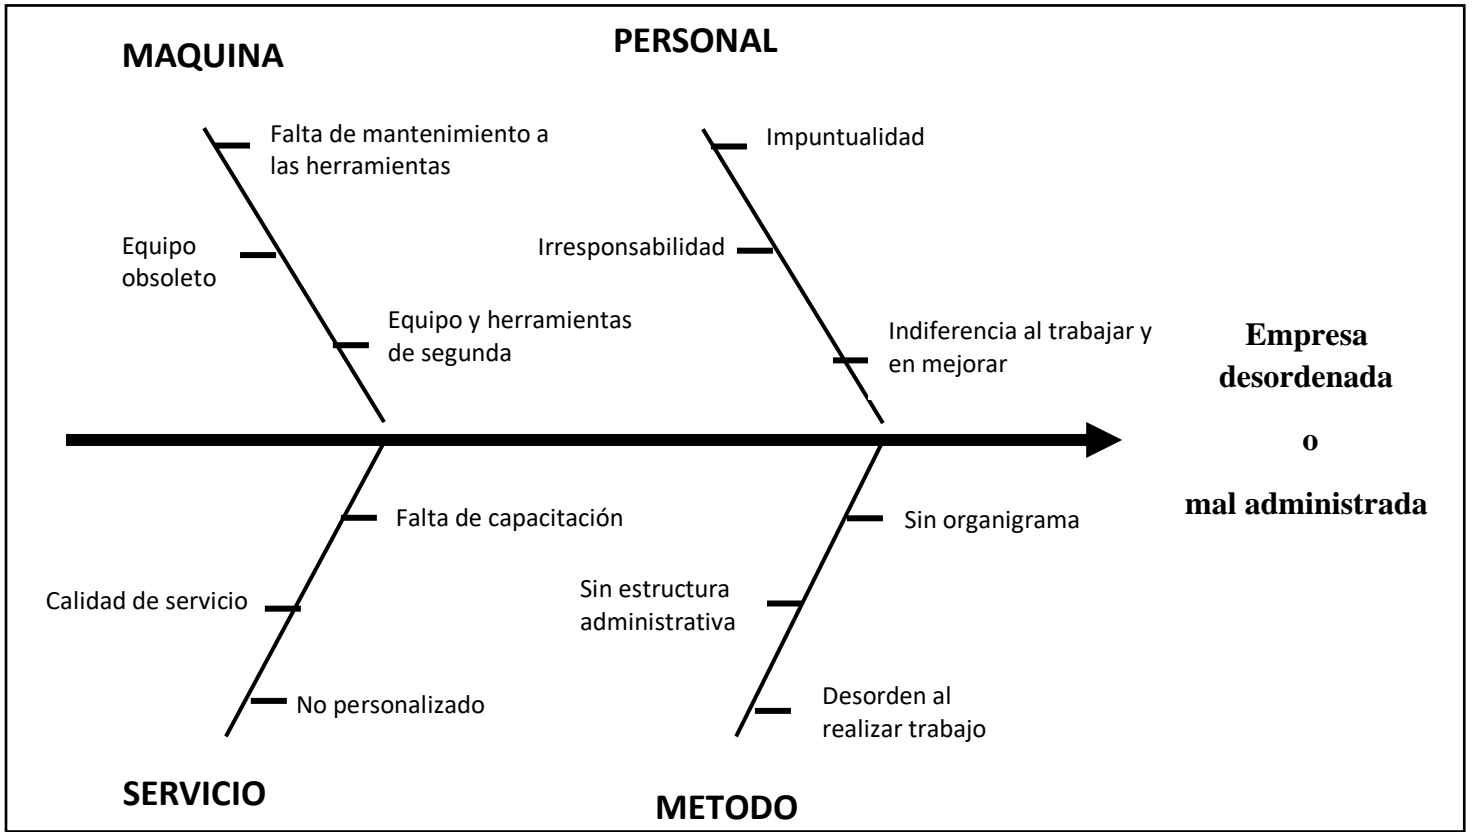 MAQUINA
PERSONAL
Falta de mantenimiento a
las herramientas
Equipo
obsoleto
Equipo y herramientas
de segunda
Impuntualidad
Irresponsabilidad
Indiferencia al trabajar y
en mejorar
Empresa
desordenada
o
mal administrada
Falta de capacitación
Calidad de servicio
No personalizado
Sin organigrama
Sin estructura
administrativa
Desorden al
realizar trabajo
SERVICIO
METODO